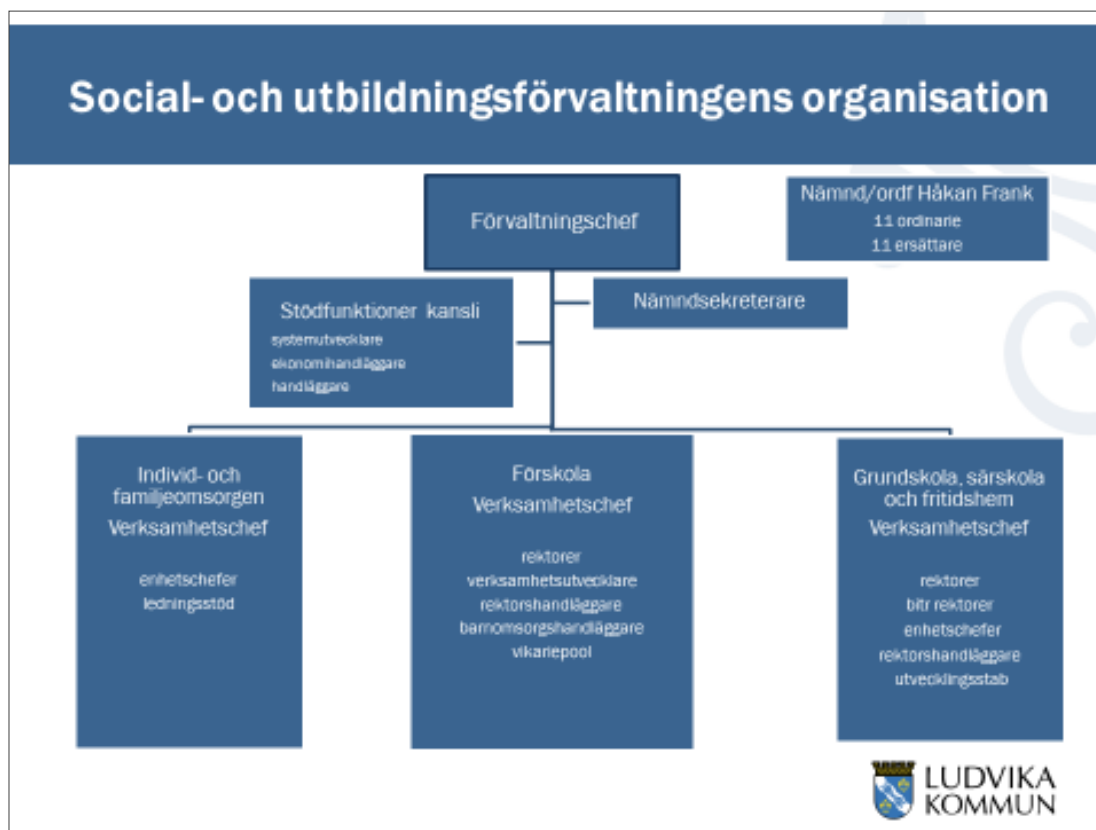 Social- och utbildningsförvaltningens organisation
Förvaltningschef
Nämnd/ordf Håkan Frank
11 ordinarie
11 ersättare
Stödfunktioner kansli
systemutvecklare
ekonomihandläggare
handläggare
Nämndsekreterare
Individ- och
familjeomsorgen
Verksamhetschef
enhetschefer
ledningsstöd
Förskola
Verksamhetschef
rektorer
verksamhetsutvecklare
rektorshandläggare
barnomsorgshandläggare
vikariepool
Grundskola, särskola
och fritidshem
Verksamhetschef
rektorer
bitr rektorer
enhetschefer
rektorshandläggare
utvecklingsstab
LUDVIKA
KOMMUN